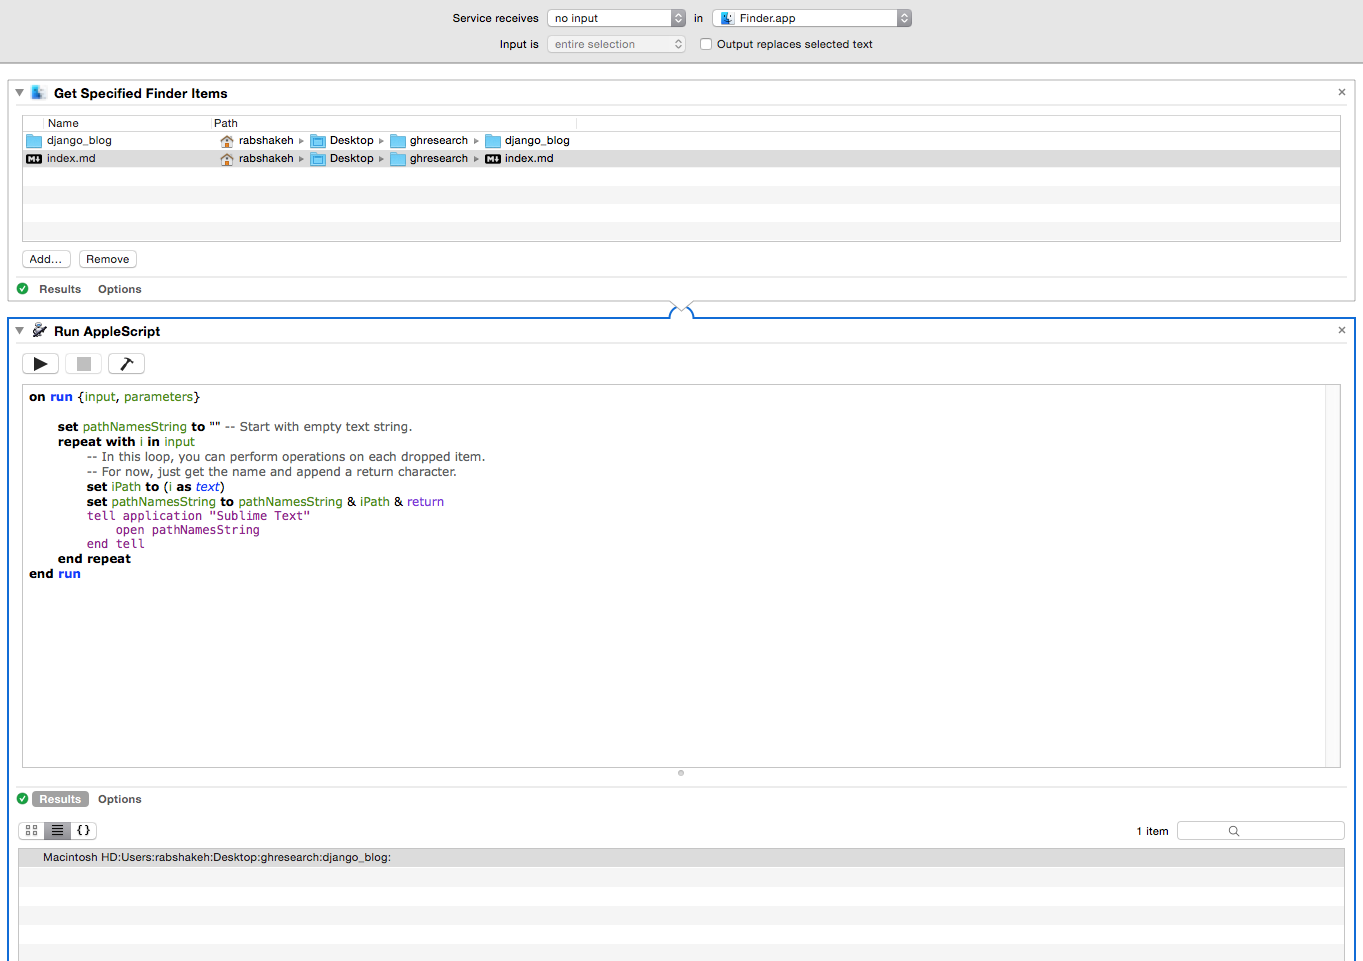 Service receives no input in Finder.app
Input is entire selection Output replaces selected text
Get Specified Finder Items
Name Path
django_blog rabshakeh Desktop ghresearch django_blog
index.md rabshakeh Desktop ghresearch index.md
Add... Remove
Results Options
Run AppleScript
on run {input, parameters}
set pathNamesString to "" -- Start with empty text string.
repeat with i in input
-- In this loop, you can perform operations on each dropped item.
-- For now, just get the name and append a return character.
set iPath to (i as text)
set pathNamesString to pathNamesString & iPath & return
tell application "Sublime Text"
open pathNamesString
end tell
end repeat
end run
Results Options
{} 1 item
Macintosh HD:Users:rabshakeh:Desktop:ghresearch:django_blog: